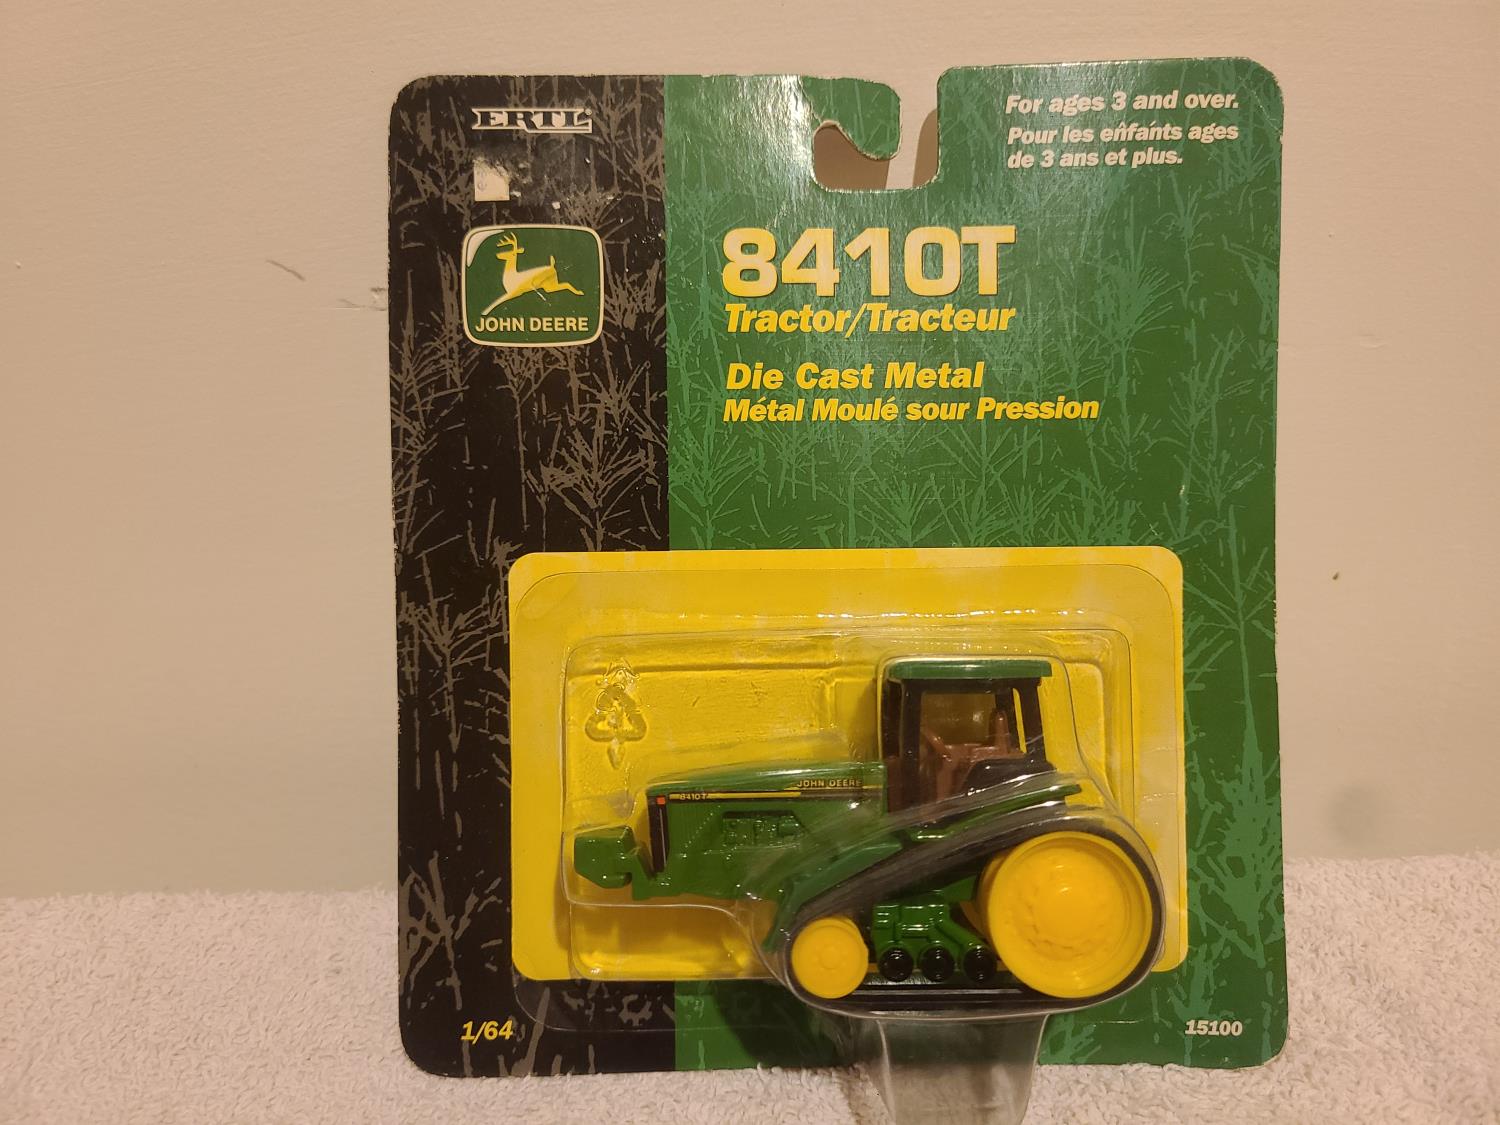 ERTL
For ages 3 and over.
Pour les enfants ages
de 3 ans et plus.
JOHN DEERE
8410T
Tractor/Tracteur
Die Cast Metal
Métal Moulé sour Pression
JOHN DEERE
8410T
1/64
15100